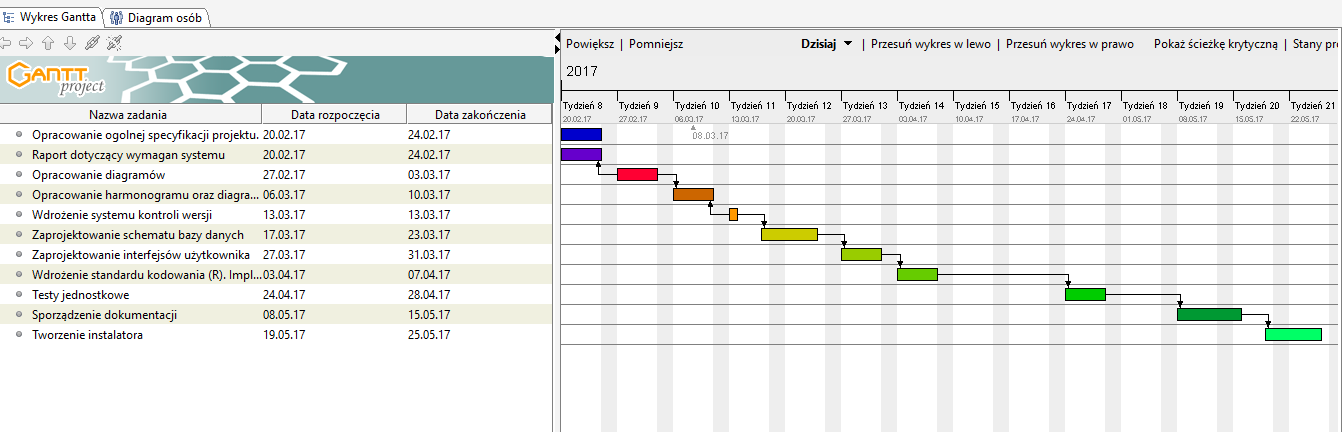 Wykres Gantta Diagram osób
Powiększ | Pomniejsz Dzisiaj | Przesuń wykres w lewo | Przesuń wykres w prawo Pokaż ścieżkę krytyczną | Stany pr
GANTT project
2017
Tydzień 8 Tydzień 9 Tydzień 10 Tydzień 11 Tydzień 12 Tydzień 13 Tydzień 14 Tydzień 15 Tydzień 16 Tydzień 17 Tydzień 18 Tydzień 19 Tydzień 20 Tydzień 21
Nazwa zadania Data rozpoczęcia Data zakończenia
20.02.17 27.02.17 06.03.17 13.03.17 20.03.17 27.03.17 03.04.17 10.04.17 17.04.17 24.04.17 01.05.17 08.05.17 15.05.17 22.05.17
Opracowanie ogolnej specyfikacji projektu. 20.02.17 24.02.17
08.03.17
Raport dotyczący wymagan systemu 20.02.17 24.02.17
Opracowanie diagramów 27.02.17 03.03.17
Opracowanie harmonogramu oraz diagra... 06.03.17 10.03.17
Wdrożenie systemu kontroli wersji 13.03.17 13.03.17
Zaprojektowanie schematu bazy danych 17.03.17 23.03.17
Zaprojektowanie interfejsów użytkownika 27.03.17 31.03.17
Wdrożenie standardu kodowania (R). Impl... 03.04.17 07.04.17
Testy jednostkowe 24.04.17 28.04.17
Sporządzenie dokumentacji 08.05.17 15.05.17
Tworzenie instalatora 19.05.17 25.05.17